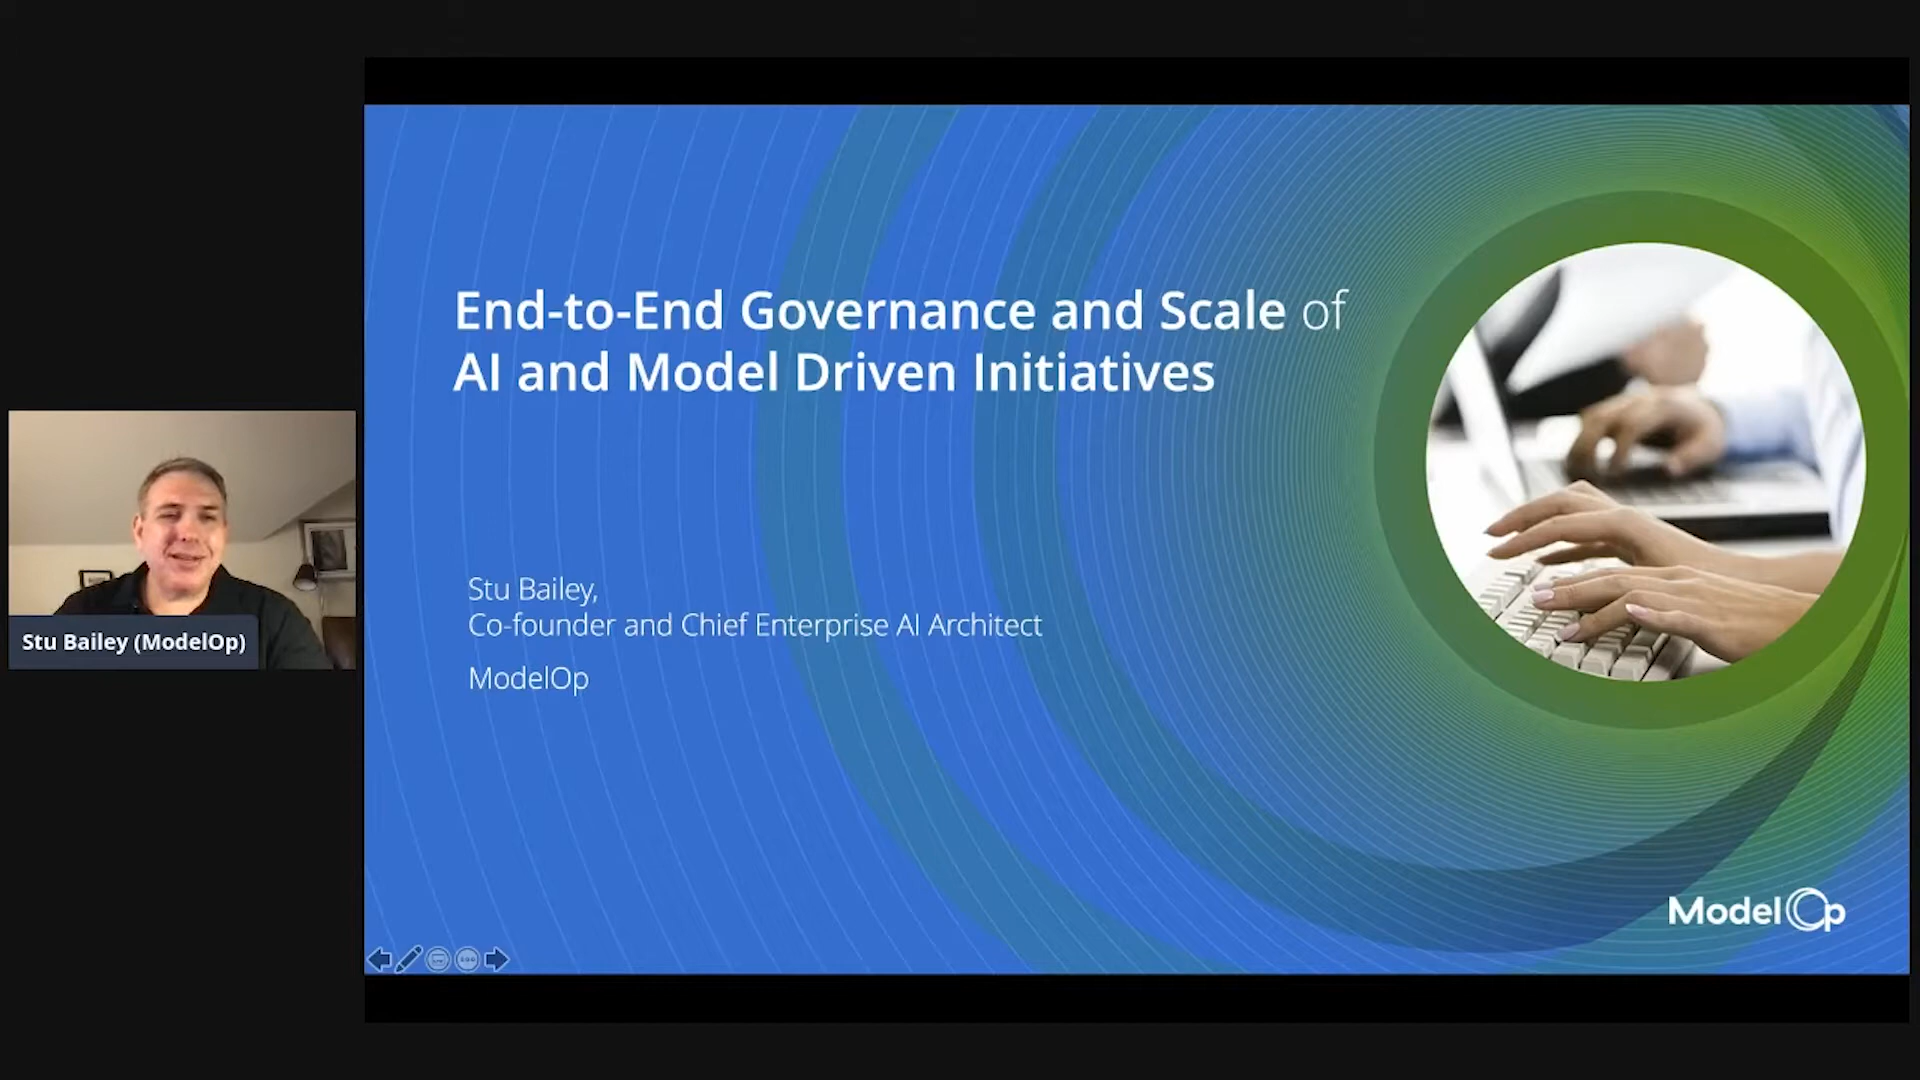 End-to-End Governance and Scale of
AI and Model Driven Initiatives
Stu Bailey,
Co-founder and Chief Enterprise AI Architect
ModelOp
Stu Bailey (ModelOp)
ModelOp